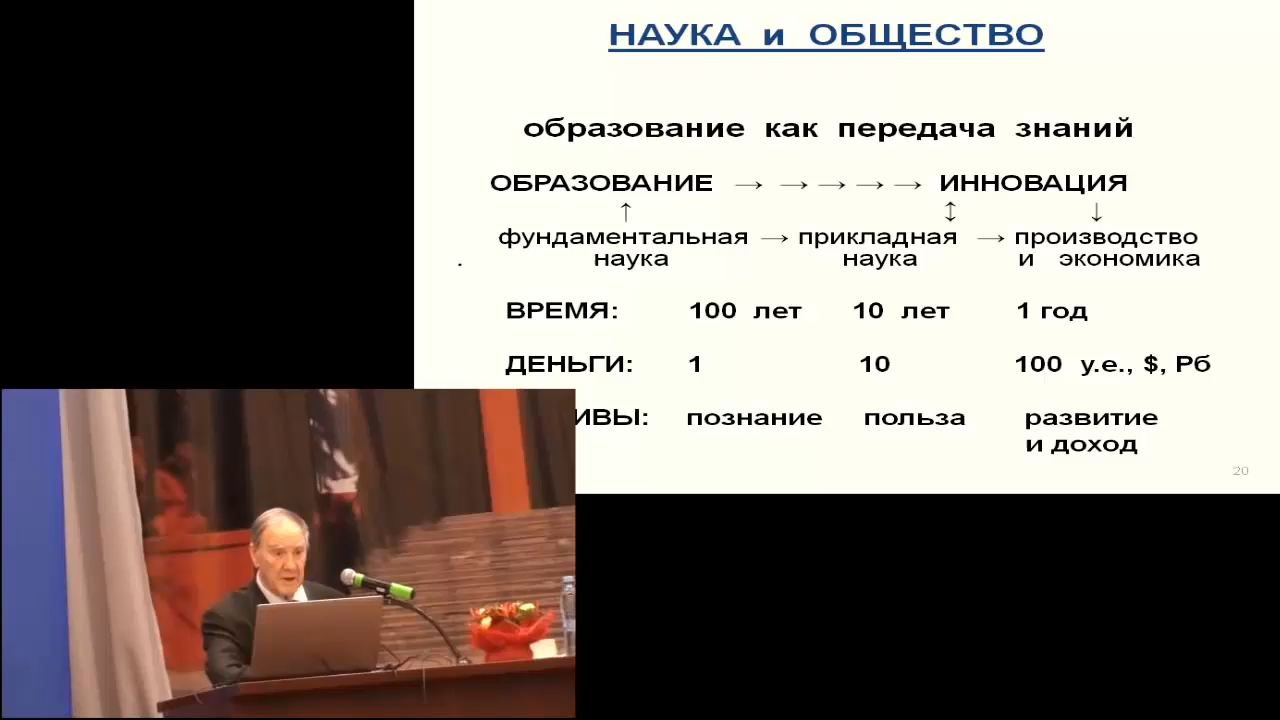 НАУКА и ОБЩЕСТВО
образование как передача знаний
ОБРАЗОВАНИЕ → → → → → ИННОВАЦИЯ
↑ ↕ ↓
фундаментальная → прикладная → производство
. наука наука и экономика
ВРЕМЯ: 100 лет 10 лет 1 год
ДЕНЬГИ: 1 10 100 у.е., $, Рб
ИВЫ: познание польза развитие
и доход
20